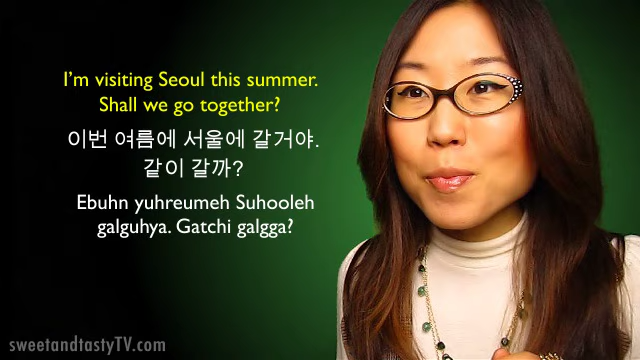 I'm visiting Seoul this summer.
Shall we go together?
이번 여름에 서울에 갈거야.
같이 갈까?
Ebuhn yuhreumeh Suhooleh
galguhya. Gatchi galgga?
sweetandtastyTV.com